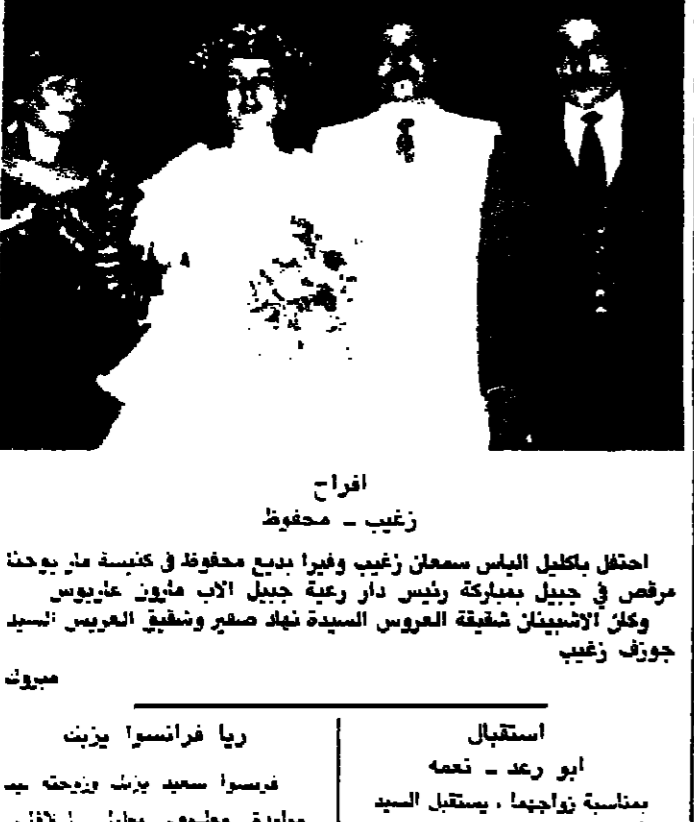 افراح
زغيب - محفوظ
احتفل باكليل الياس سمعان زغيب وفيرا بديع محفوظ في كنيسة مار يوحنا
مرقص في جبيل بمباركة رئيس دار رعية جبيل الاب مارون عاريوس
وكان الاشبينان شقيقة العروس السيدة نهاد صفير وشقيق العريس السيد
جوزف زغيب
مبروك
استقبال
ابو رعد - نعمه
بمناسبة زواجهما ، يستقبل السيد
ريا فرانسوا يزبك
فرنسوا سعيد يزبك وزوجته